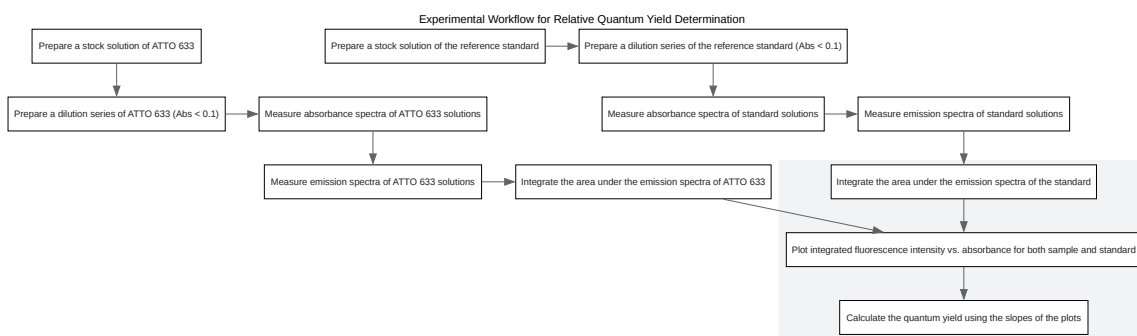 Experimental Workflow for Relative Quantum Yield Determination
Prepare a stock solution of ATTO 633
Prepare a stock solution of the reference standard
Prepare a dilution series of the reference standard (Abs < 0.1)
Prepare a dilution series of ATTO 633 (Abs < 0.1)
Measure absorbance spectra of ATTO 633 solutions
Measure absorbance spectra of standard solutions
Measure emission spectra of standard solutions
Measure emission spectra of ATTO 633 solutions
Integrate the area under the emission spectra of ATTO 633
Integrate the area under the emission spectra of the standard
Plot integrated fluorescence intensity vs. absorbance for both sample and standard
Calculate the quantum yield using the slopes of the plots